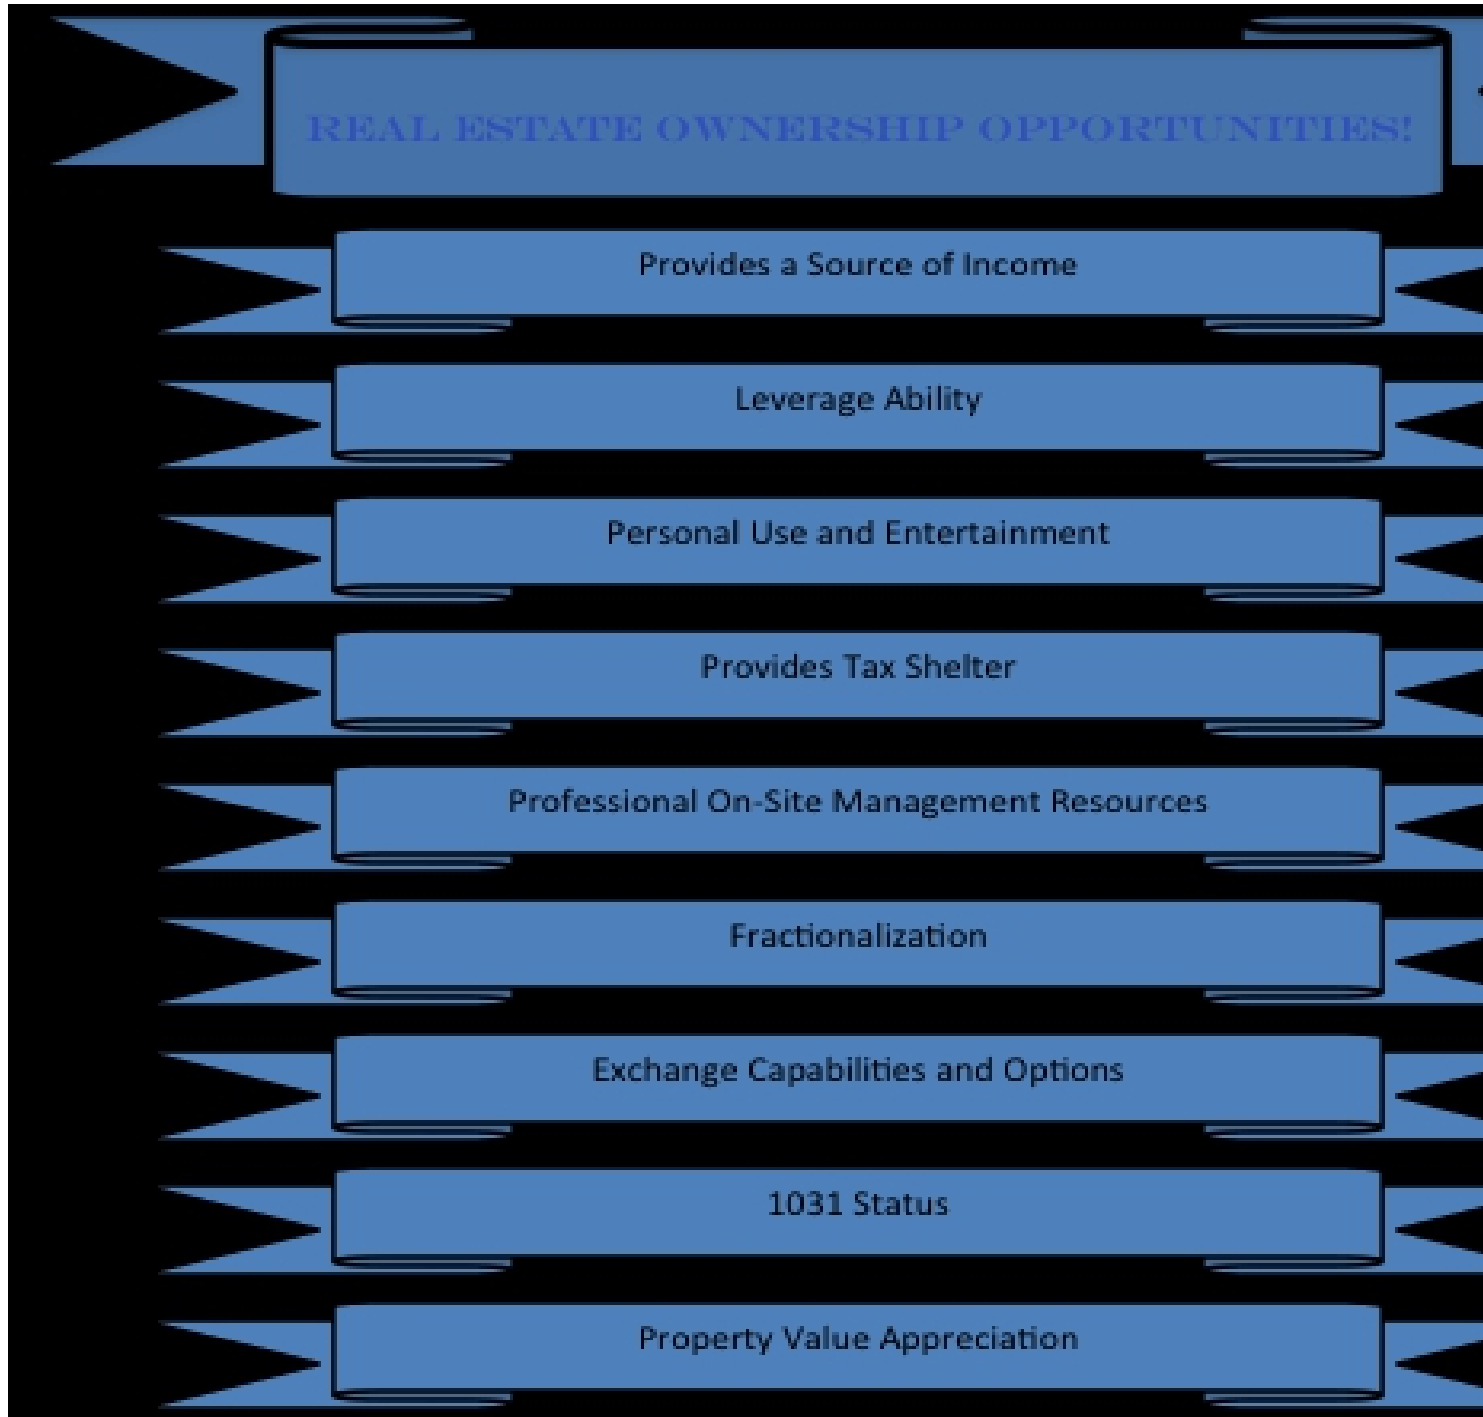 REAL ESTATE OWNERSHIP OPPORTUNITIES!
Provides a Source of Income
Leverage Ability
Personal Use and Entertainment
Provides Tax Shelter
Professional On-Site Management Resources
Fractionalization
Exchange Capabilities and Options
1031 Status
Property Value Appreciation